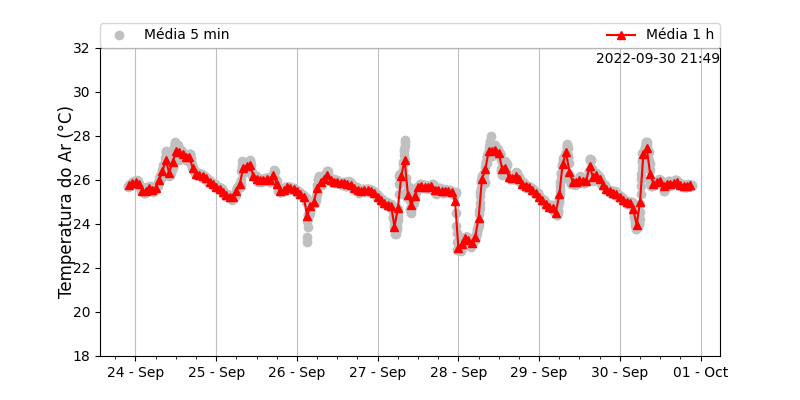 Média 5 min
Média 1 h
2022-09-30 21:49
Temperatura do Ar (°C)
32
30
28
26
24
22
20
18
24 - Sep
25 - Sep
26 - Sep
27 - Sep
28 - Sep
29 - Sep
30 - Sep
01 - Oct